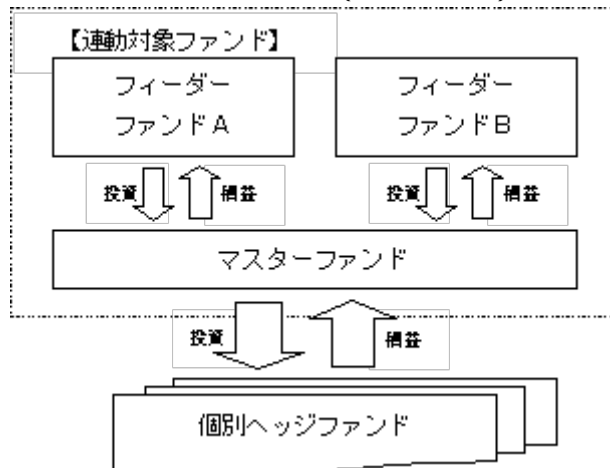 【連動対象ファンド】
フィーダー
ファンドA
フィーダー
ファンドB
投資
損益
投資
損益
マスターファンド
投資
損益
個別ヘッジファンド